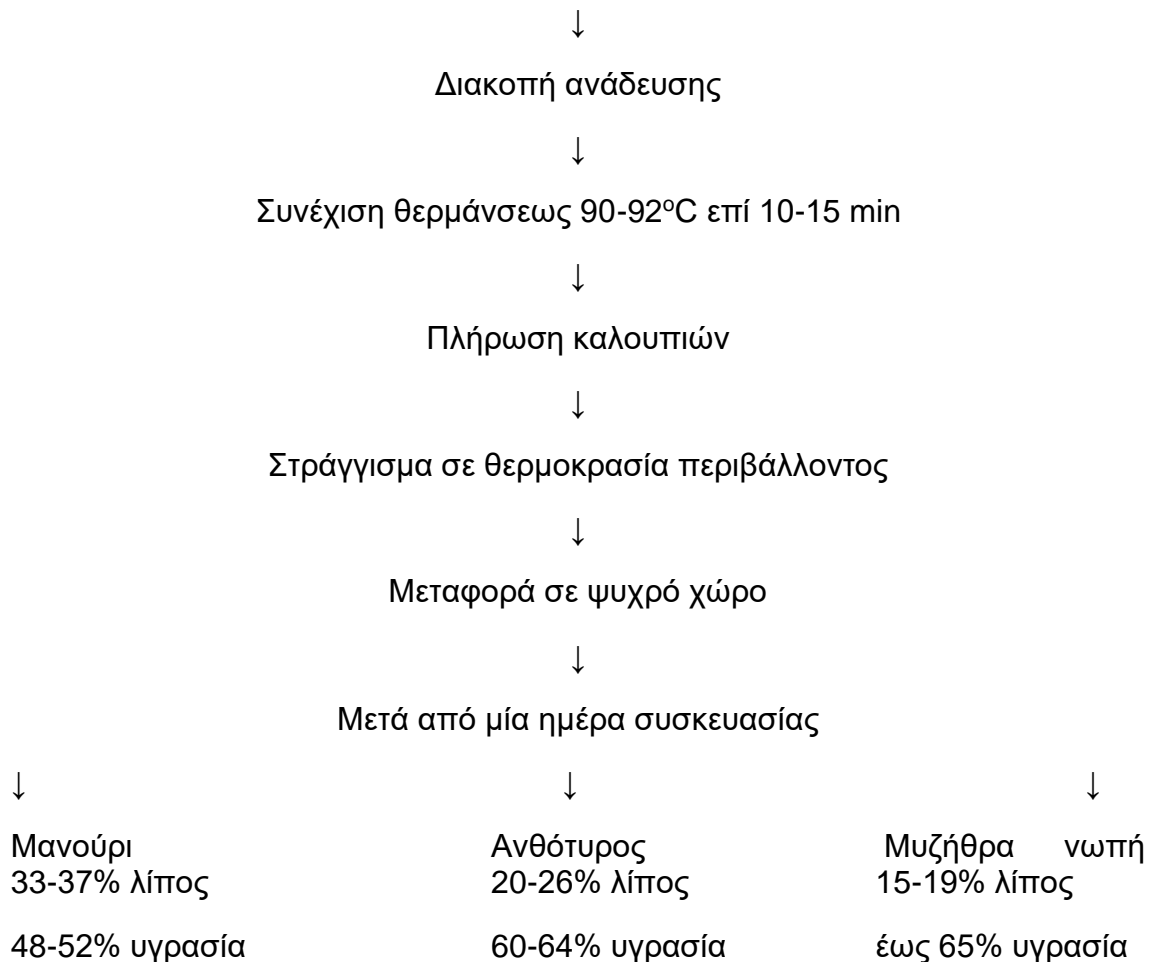 ↓
Διακοπή ανάδευσης
↓
Συνέχιση θερμάνσεως 90-92ºC επί 10-15 min
↓
Πλήρωση καλουπιών
↓
Στράγγισμα σε θερμοκρασία περιβάλλοντος
↓
Μεταφορά σε ψυχρό χώρο
↓
Μετά από μία ημέρα συσκευασίας
↓ ↓ ↓
Μανούρι Ανθότυρος Μυζήθρα νωπή
33-37% λίπος 20-26% λίπος 15-19% λίπος
48-52% υγρασία 60-64% υγρασία έως 65% υγρασία